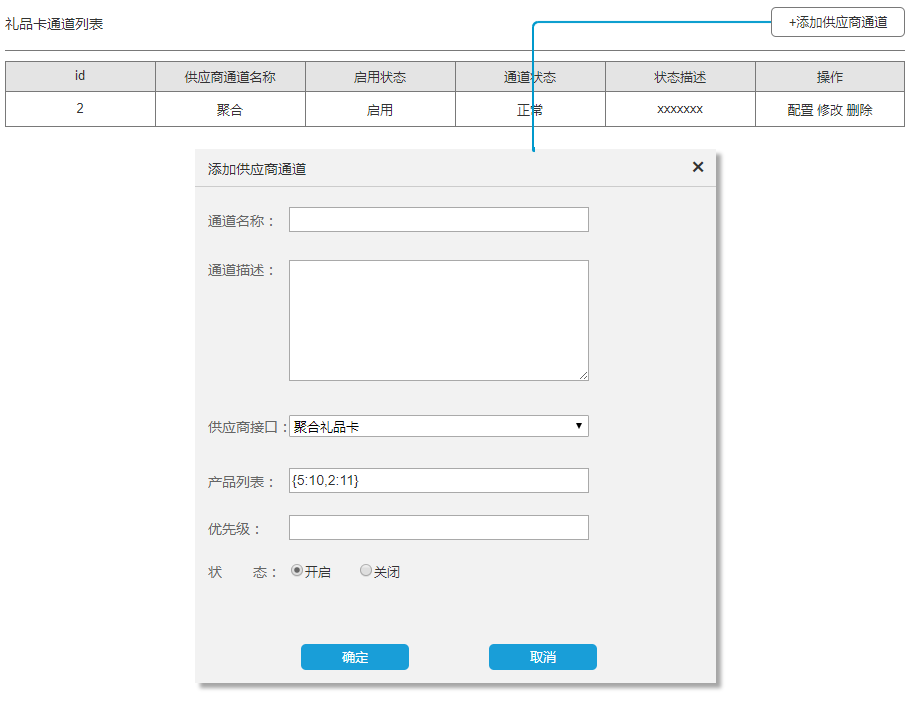 礼品卡通道列表
+添加供应商通道
id 供应商通道名称 启用状态 通道状态 状态描述 操作
2 聚合 启用 正常 xxxxxxx 配置 修改 删除
添加供应商通道 ×
通道名称：
通道描述：
供应商接口： 聚合礼品卡
产品列表： {5:10,2:11}
优先级：
状 态： 开启 关闭
确定 取消